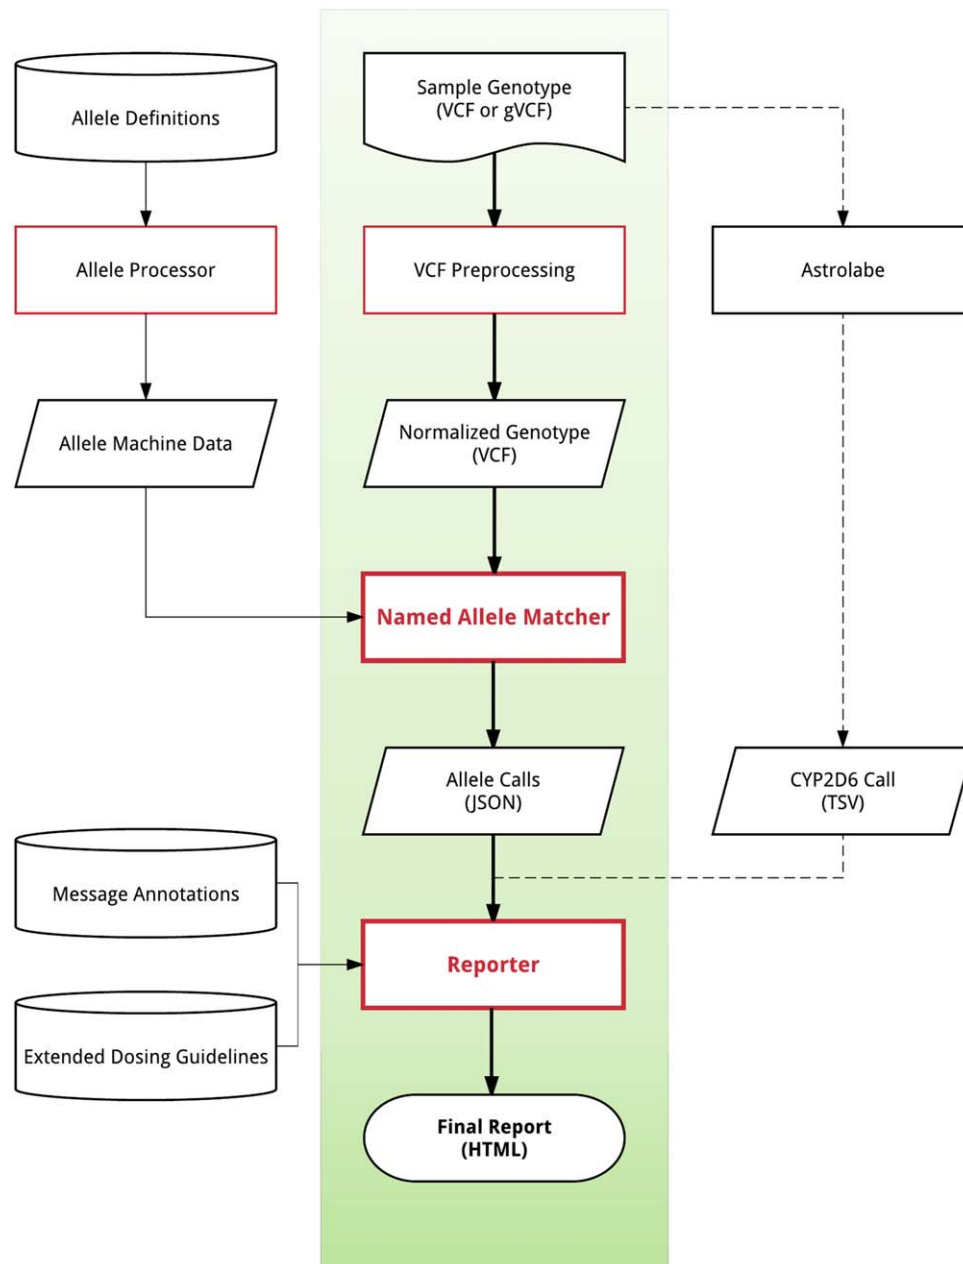 Allele Definitions
Sample Genotype
(VCF or gVCF)
Allele Processor
VCF Preprocessing
Astrolabe
Allele Machine Data
Normalized Genotype
(VCF)
Named Allele Matcher
Allele Calls
(JSON)
CYP2D6 Call
(TSV)
Message Annotations
Reporter
Extended Dosing Guidelines
Final Report
(HTML)